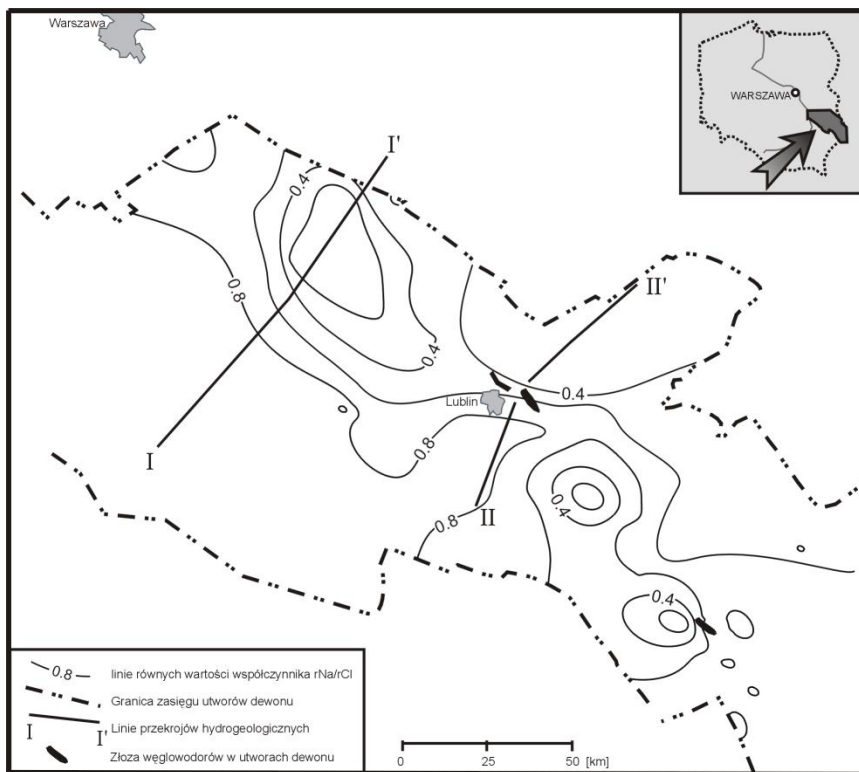 Warszawa
WARSZAWA
I'
0.4
0.8
0.4
II'
0.4
Lublin
I
0.8
0.4
II
0.8
0.4
0.8 linie równych wartości współczynnika rNa/rCl
Granica zasięgu utworów dewonu
I I' Linie przekrojów hydrogeologicznych
Złoża węglowodorów w utworach dewonu
0 25 50 [km]